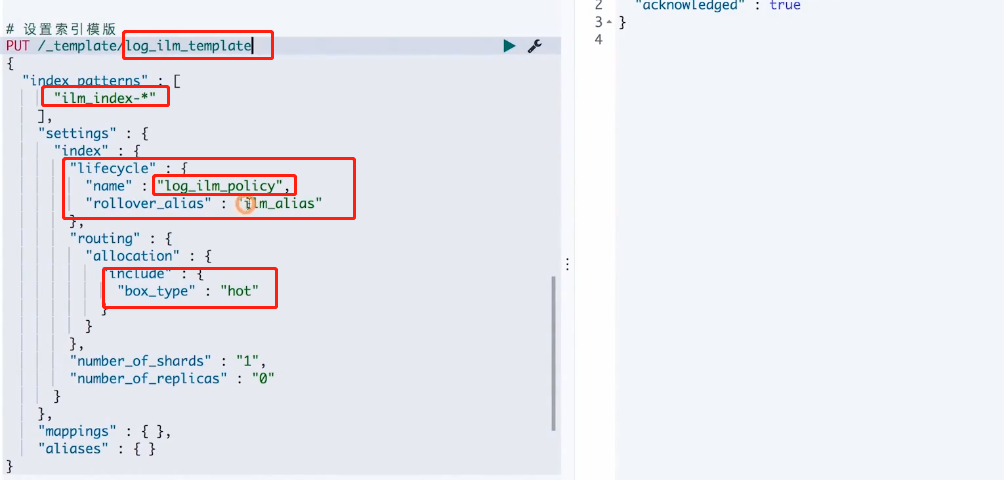 # 设置索引模版
PUT /_template/log_ilm_template
{
  "index_patterns" : [
    "ilm_index-*"
    ],
    "settings" : {
      "index" : {
        "lifecycle" : {
          "name" : "log_ilm_policy",
          "rollover_alias" : "ilm_alias"
        },
        "routing" : {
          "allocation" : {
            "include" : {
              "box_type" : "hot"
            }
          }
        },
        "number_of_shards" : "1",
        "number_of_replicas" : "0"
      }
    },
    "mappings" : { },
    "aliases" : { }
}
2 "acknowledged" : true
3 }
4